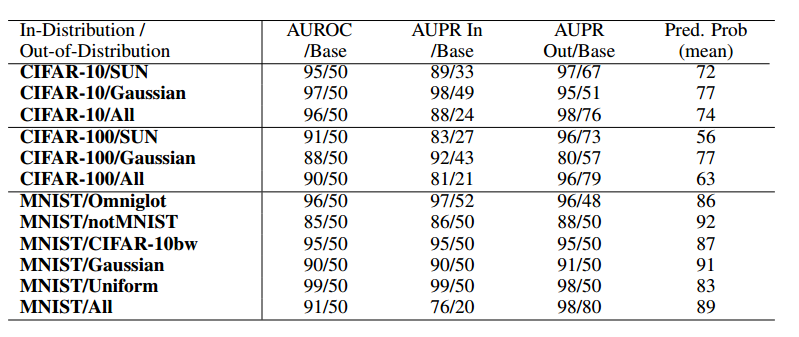 In-Distribution / AUROC AUPR In AUPR Pred. Prob
Out-of-Distribution /Base /Base Out/Base (mean)
CIFAR-10/SUN 95/50 89/33 97/67 72
CIFAR-10/Gaussian 97/50 98/49 95/51 77
CIFAR-10/All 96/50 88/24 98/76 74
CIFAR-100/SUN 91/50 83/27 96/73 56
CIFAR-100/Gaussian 88/50 92/43 80/57 77
CIFAR-100/All 90/50 81/21 96/79 63
MNIST/Omniglot 96/50 97/52 96/48 86
MNIST/notMNIST 85/50 86/50 88/50 92
MNIST/CIFAR-10bw 95/50 95/50 95/50 87
MNIST/Gaussian 90/50 90/50 91/50 91
MNIST/Uniform 99/50 99/50 98/50 83
MNIST/All 91/50 76/20 98/80 89